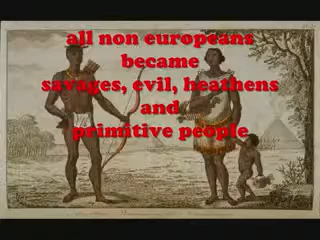 all non europeans
became
savages, evil, heathens
and
primitive people